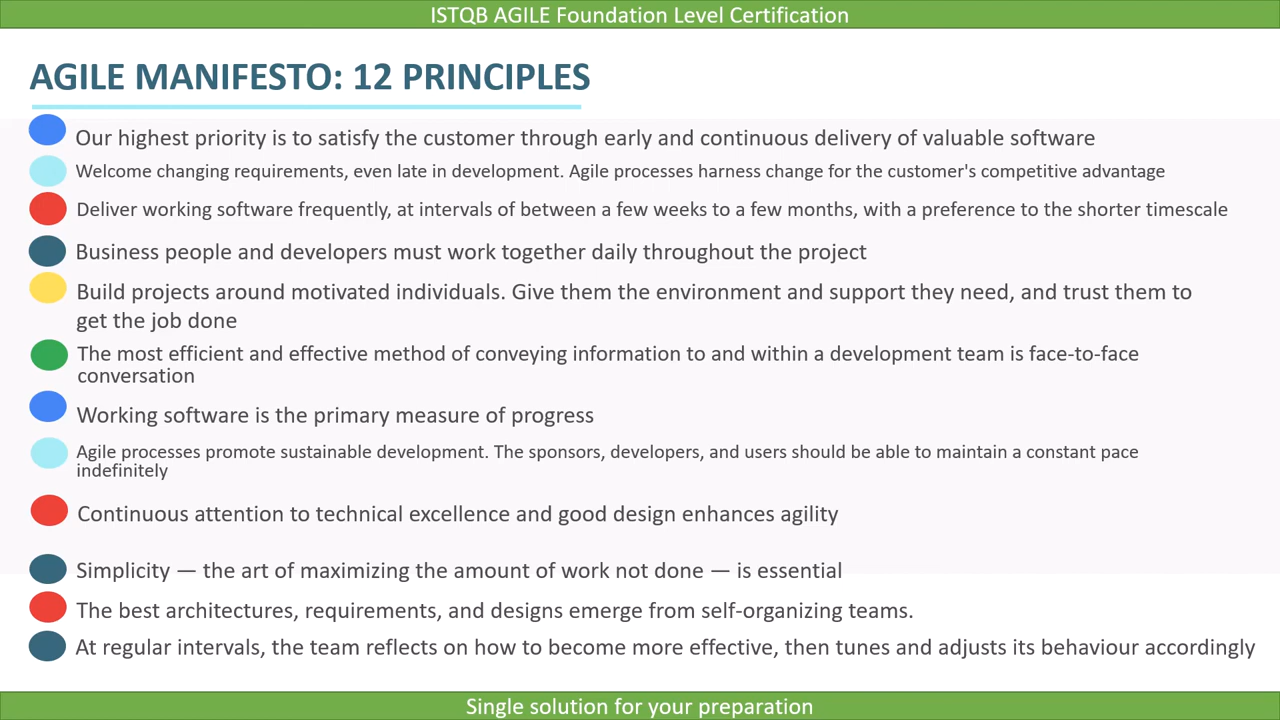 ISTQB AGILE Foundation Level Certification
AGILE MANIFESTO: 12 PRINCIPLES
Our highest priority is to satisfy the customer through early and continuous delivery of valuable software
Welcome changing requirements, even late in development. Agile processes harness change for the customer's competitive advantage
Deliver working software frequently, at intervals of between a few weeks to a few months, with a preference to the shorter timescale
Business people and developers must work together daily throughout the project
Build projects around motivated individuals. Give them the environment and support they need, and trust them to
get the job done
The most efficient and effective method of conveying information to and within a development team is face-to-face
conversation
Working software is the primary measure of progress
Agile processes promote sustainable development. The sponsors, developers, and users should be able to maintain a constant pace
indefinitely
Continuous attention to technical excellence and good design enhances agility
Simplicity — the art of maximizing the amount of work not done — is essential
The best architectures, requirements, and designs emerge from self-organizing teams.
At regular intervals, the team reflects on how to become more effective, then tunes and adjusts its behaviour accordingly
Single solution for your preparation